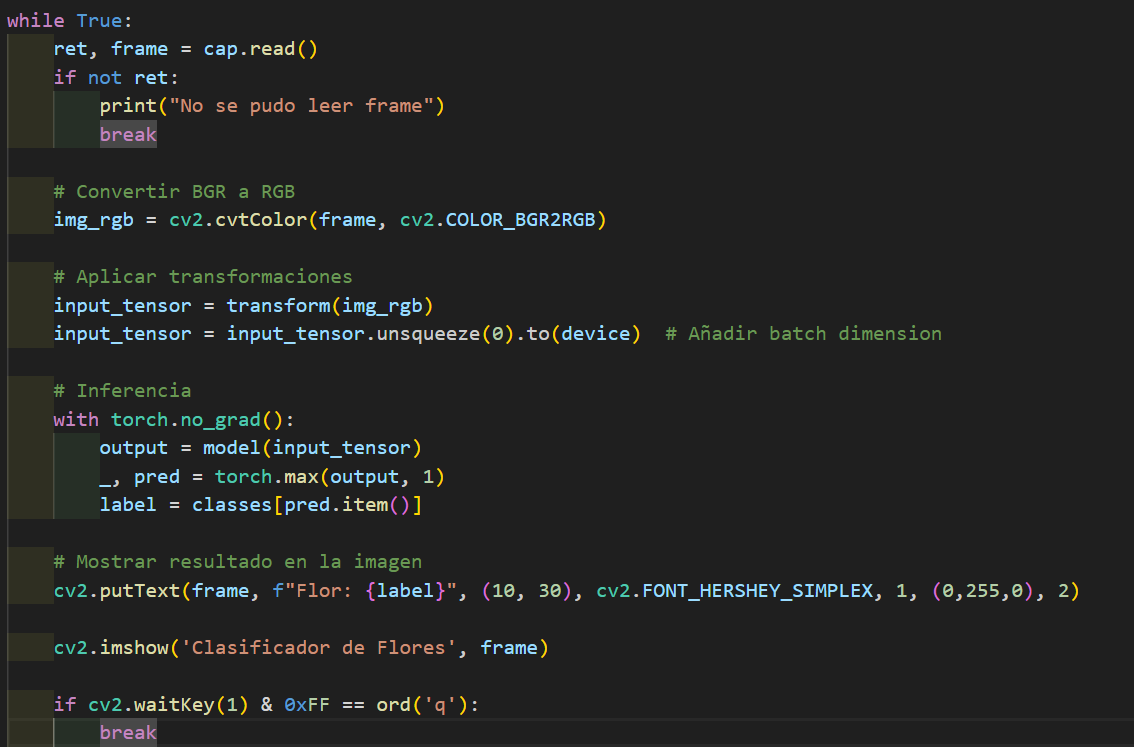 while True:
    ret, frame = cap.read()
    if not ret:
        print("No se pudo leer frame")
        break

    # Convertir BGR a RGB
    img_rgb = cv2.cvtColor(frame, cv2.COLOR_BGR2RGB)

    # Aplicar transformaciones
    input_tensor = transform(img_rgb)
    input_tensor = input_tensor.unsqueeze(0).to(device)  # Añadir batch dimension

    # Inferencia
    with torch.no_grad():
        output = model(input_tensor)
        _, pred = torch.max(output, 1)
        label = classes[pred.item()]

    # Mostrar resultado en la imagen
    cv2.putText(frame, f"Flor: {label}", (10, 30), cv2.FONT_HERSHEY_SIMPLEX, 1, (0,255,0), 2)

    cv2.imshow('Clasificador de Flores', frame)

    if cv2.waitKey(1) & 0xFF == ord('q'):
        break